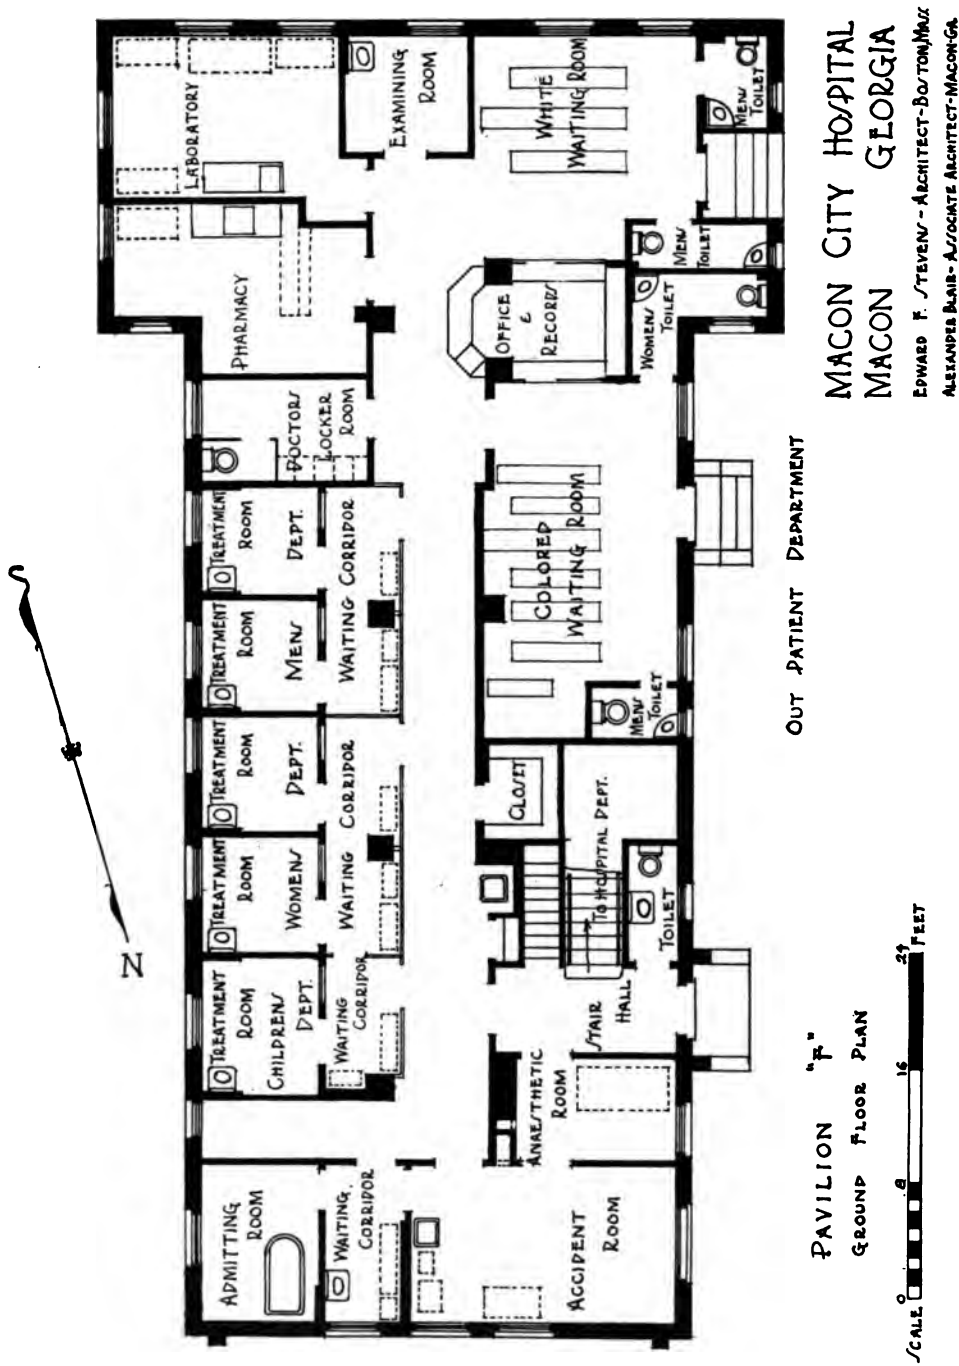 MACON CITY HOSPITAL
MACON GEORGIA
EDWARD F. STEVENS - ARCHITECT - BOSTON, MASS
ALEXANDER BLAIR - ASSOCIATE ARCHITECT - MACON - GA
OUT PATIENT DEPARTMENT
PAVILION "F"
GROUND FLOOR PLAN
SCALE 0 8 16 24 FEET
N
LABORATORY
EXAMINING
ROOM
WHITE
WAITING ROOM
MENS
TOILET
PHARMACY
OFFICE
&
RECORDS
MENS
TOILET
WOMENS
TOILET
DOCTORS
LOCKER
ROOM
TREATMENT
ROOM
DEPT.
TREATMENT
ROOM
MENS
WAITING CORRIDOR
COLORED
WAITING ROOM
MENS
TOILET
TREATMENT
ROOM
DEPT.
TREATMENT
ROOM
WOMENS
WAITING CORRIDOR
CLOSET
TO HOSPITAL DEPT.
TOILET
TREATMENT
ROOM
CHILDRENS
DEPT.
WAITING
CORRIDOR
STAIR
HALL
ANAESTHETIC
ROOM
ADMITTING
ROOM
WAITING
CORRIDOR
ACCIDENT
ROOM